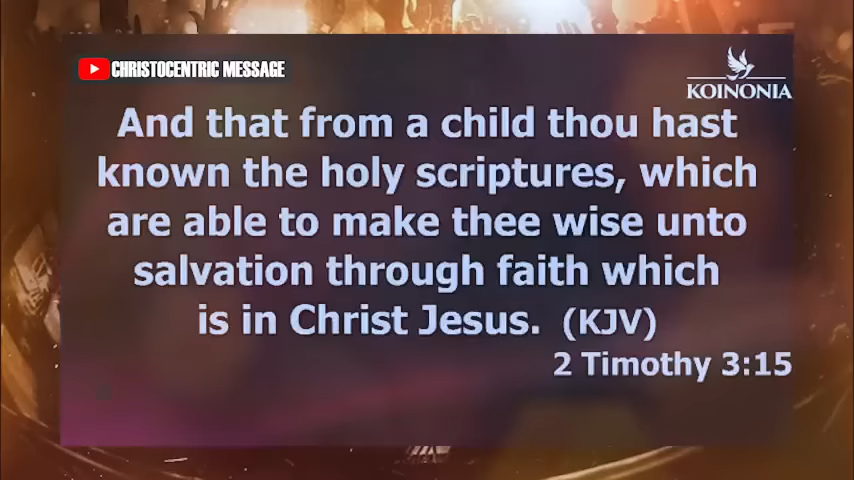 CHRISTOCENTRIC MESSAGE
KOINONIA
And that from a child thou hast
known the holy scriptures, which
are able to make thee wise unto
salvation through faith which
is in Christ Jesus. (KJV)
2 Timothy 3:15